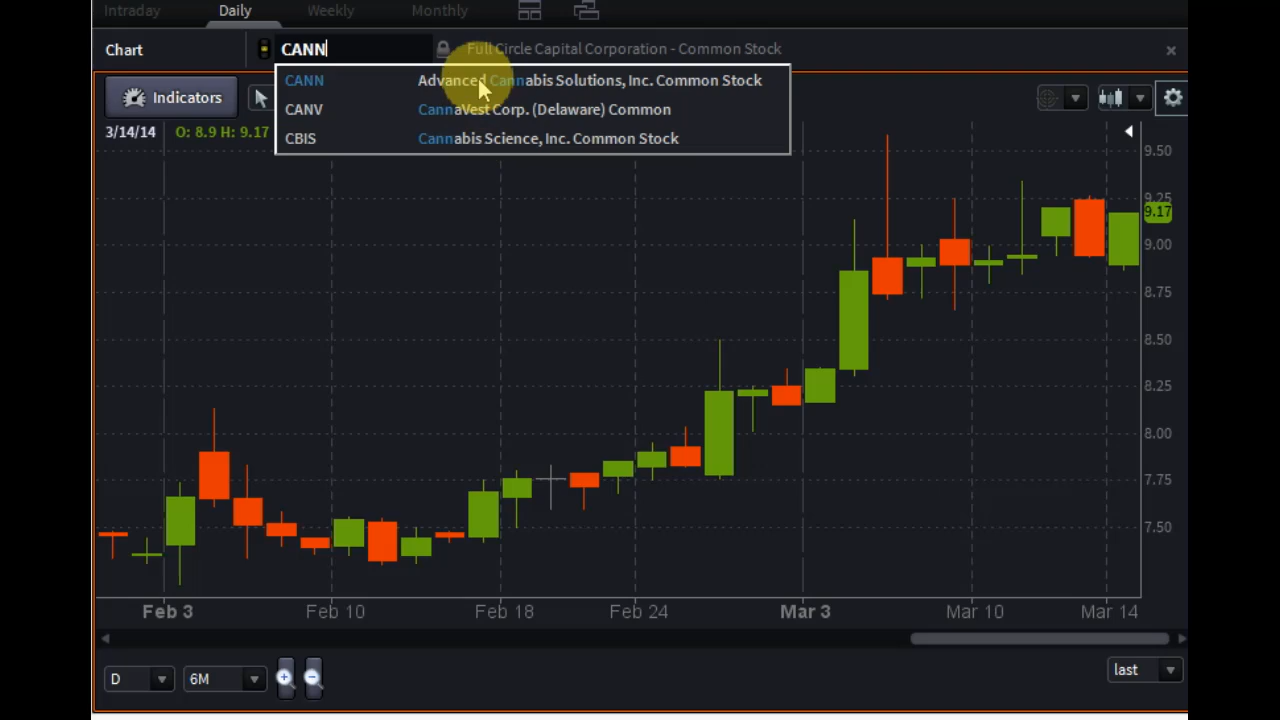 Intraday Daily Weekly Monthly
Chart CANN Full Circle Capital Corporation - Common Stock
CANN Advanced Cannabis Solutions, Inc. Common Stock
CANV CannaVest Corp. (Delaware) Common
CBIS Cannabis Science, Inc. Common Stock
Indicators
3/14/14 O: 8.9 H: 9.17
9.50
9.25
9.17
9.00
8.75
8.50
8.25
8.00
7.75
7.50
Feb 3 Feb 10 Feb 18 Feb 24 Mar 3 Mar 10 Mar 14
D 6M last